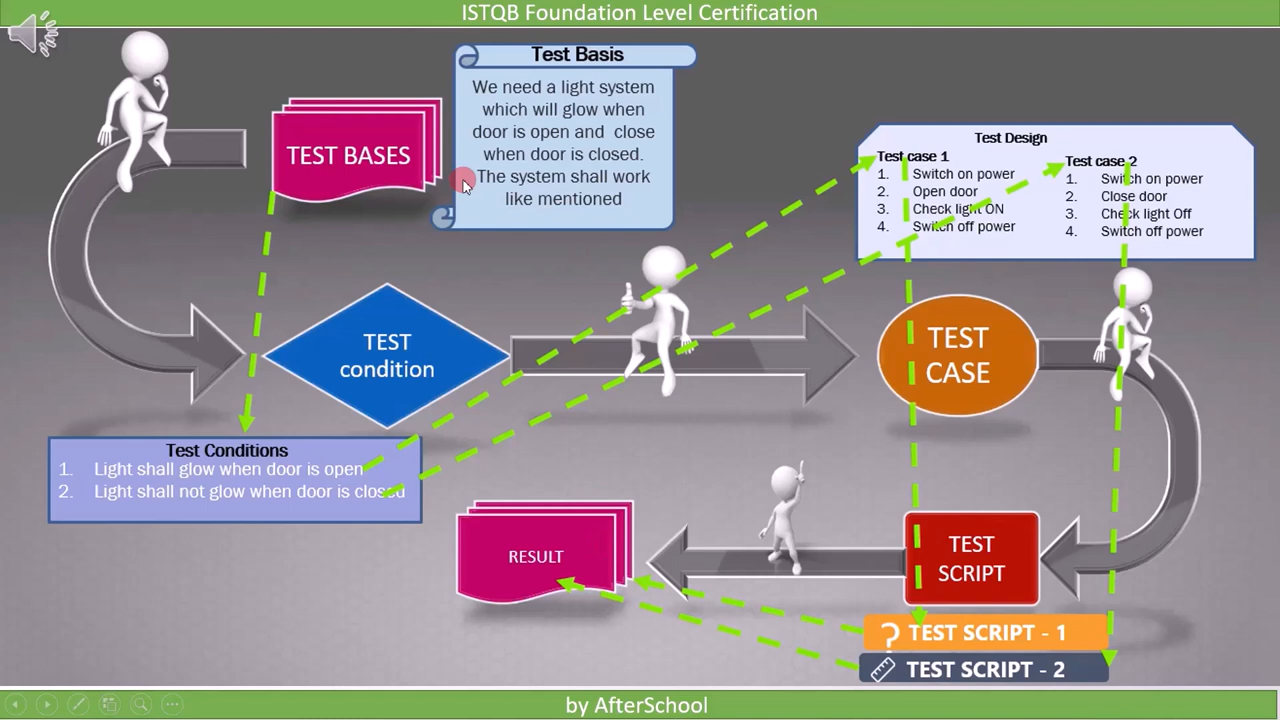 ISTQB Foundation Level Certification
Test Basis
We need a light system
which will glow when
door is open and close
when door is closed.
The system shall work
like mentioned
TEST BASES
Test Design
Test case 1
1. Switch on power
2. Open door
3. Check light ON
4. Switch off power
Test case 2
1. Switch on power
2. Close door
3. Check light Off
4. Switch off power
TEST
condition
TEST
CASE
Test Conditions
1. Light shall glow when door is open
2. Light shall not glow when door is closed
RESULT
TEST
SCRIPT
TEST SCRIPT - 1
TEST SCRIPT - 2
by AfterSchool